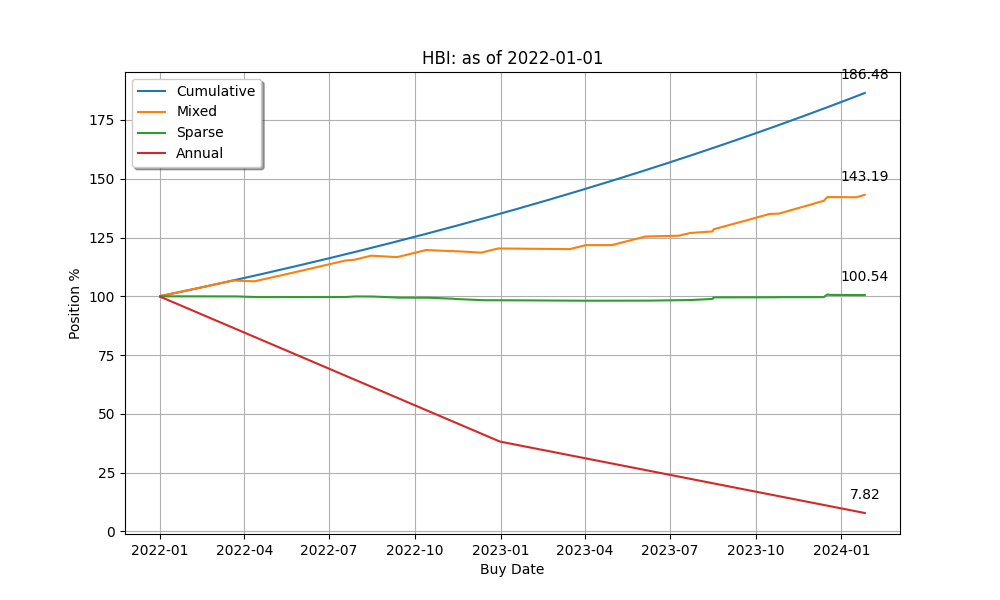 HBI: as of 2022-01-01
Cumulative
Mixed
Sparse
Annual
186.48
143.19
100.54
7.82
Position %
175
150
125
100
75
50
25
0
2022-01 2022-04 2022-07 2022-10 2023-01 2023-04 2023-07 2023-10 2024-01
Buy Date